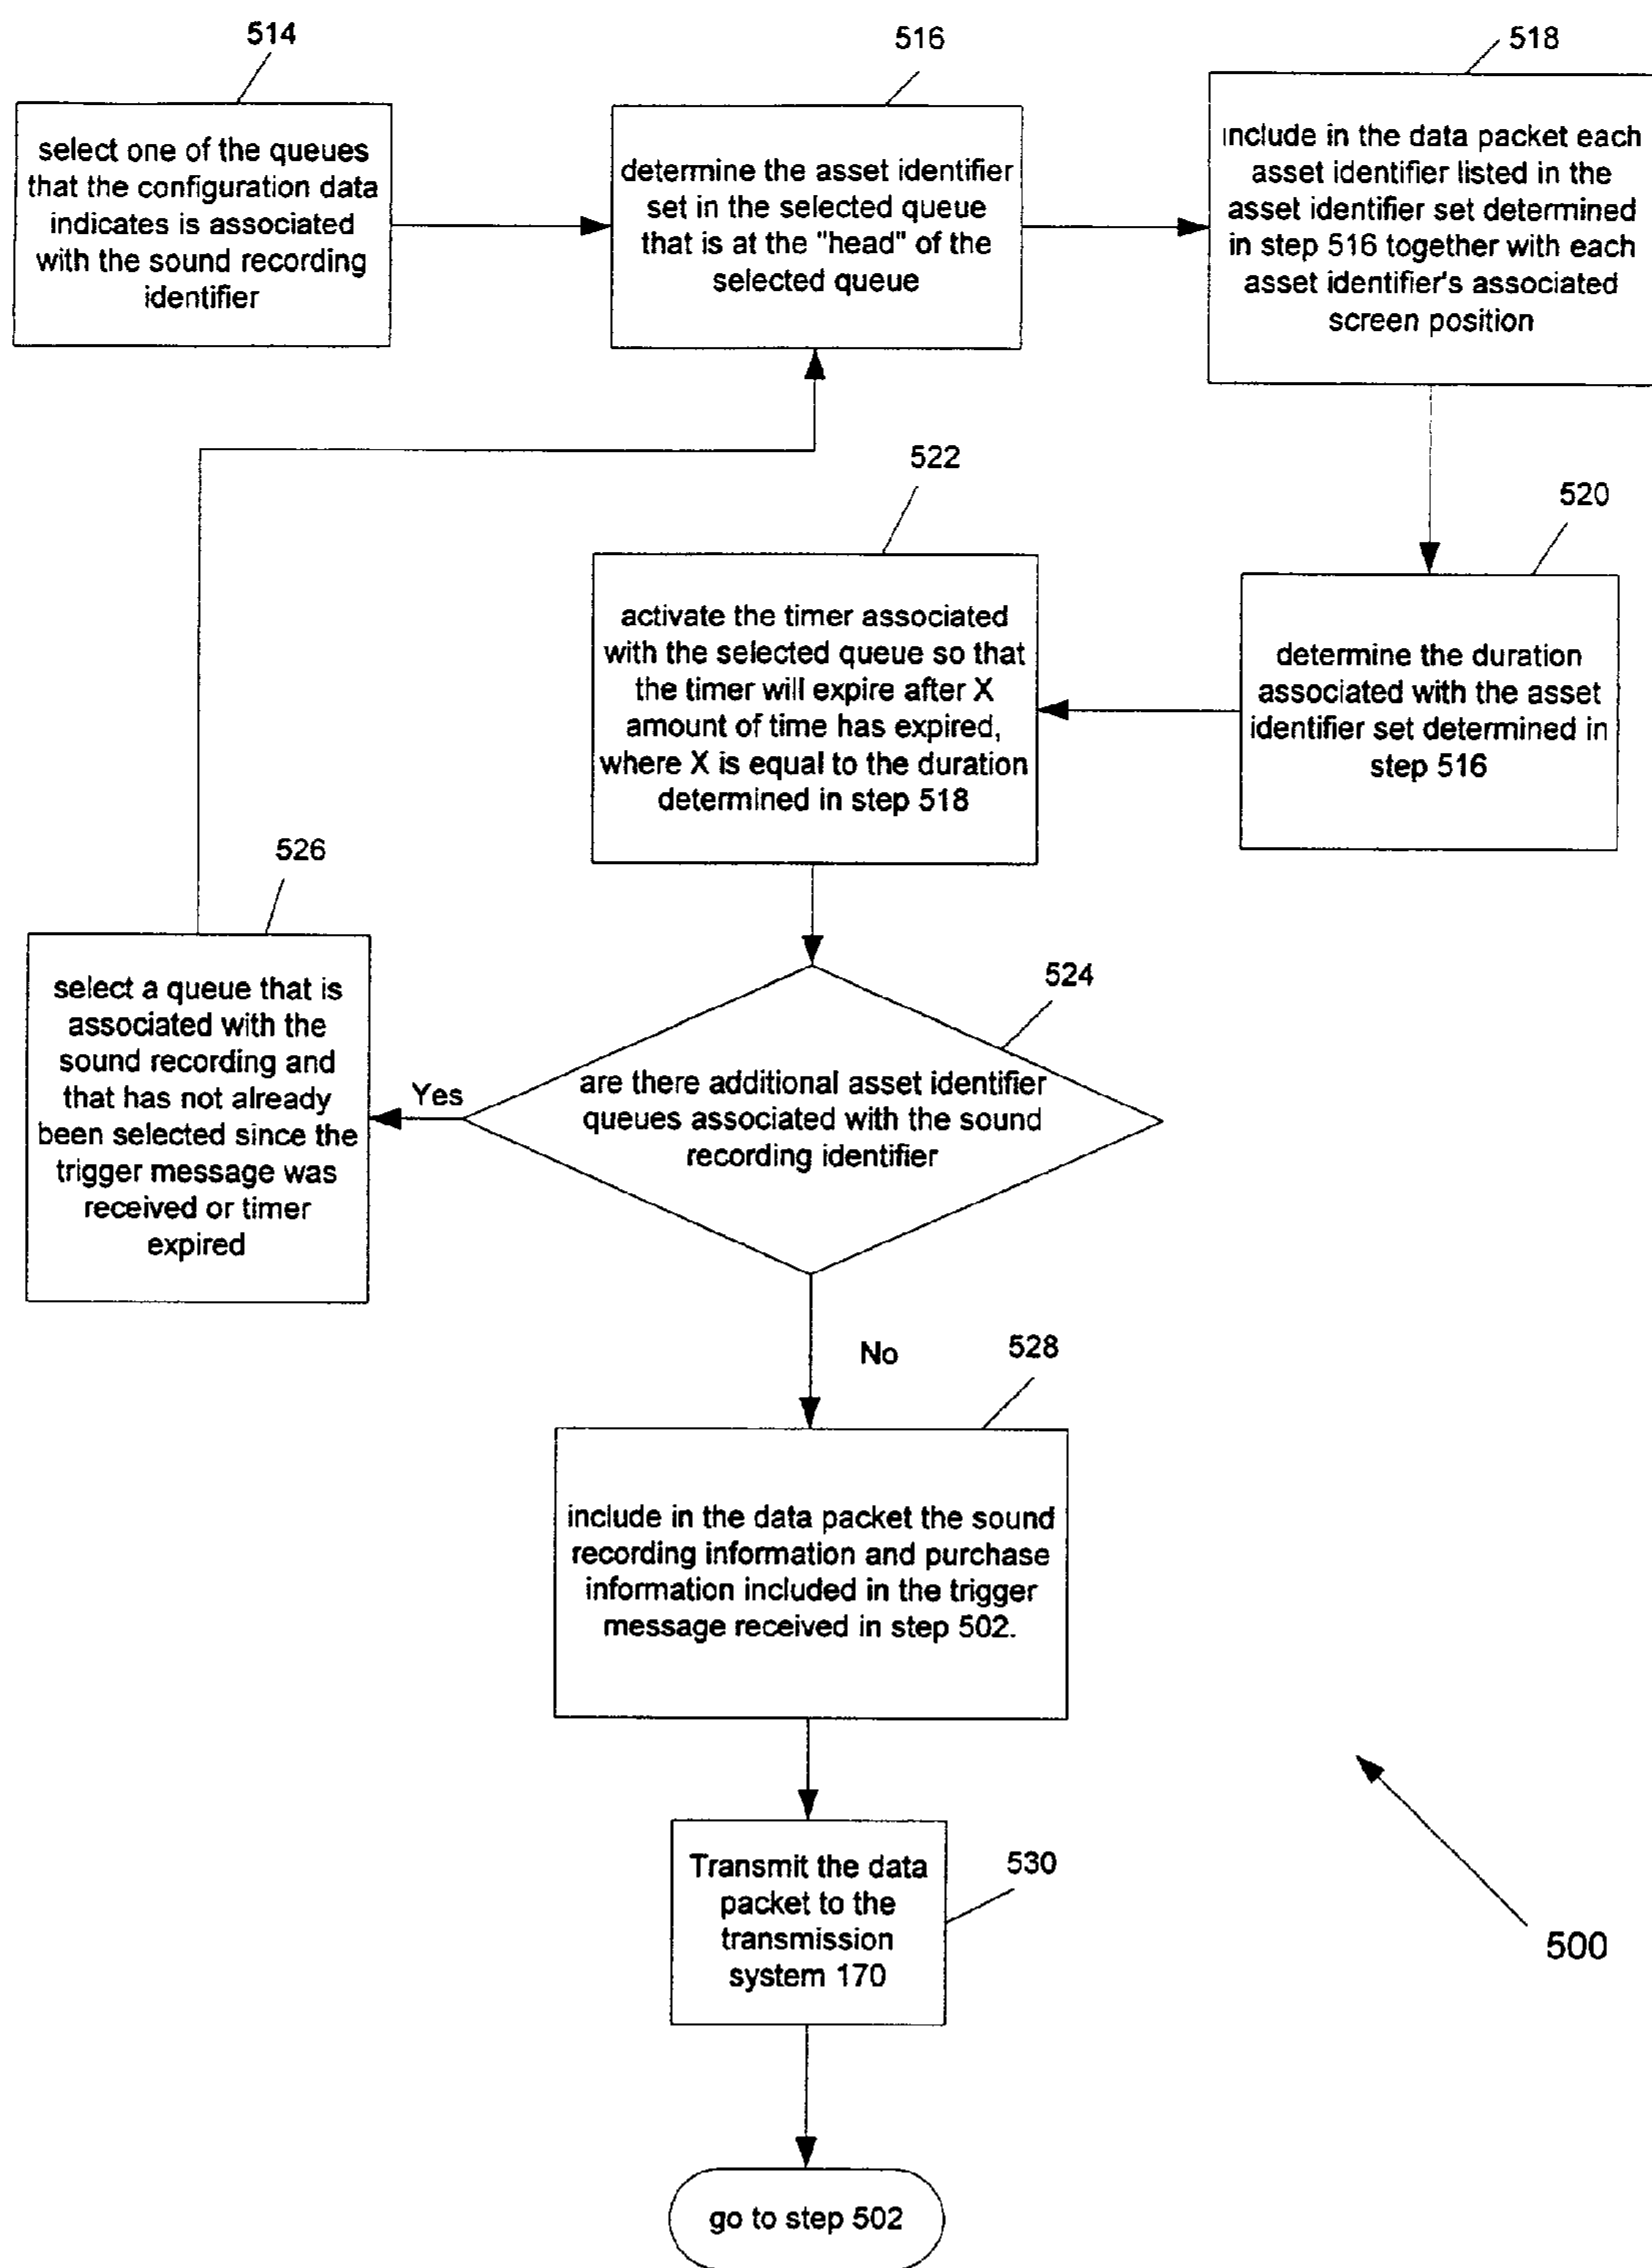 514
select one of the queues
that the configuration data
indicates is associated
with the sound recording
identifier
516
determine the asset identifier
set in the selected queue
that is at the "head" of the
selected queue
518
include in the data packet each
asset identifier listed in the
asset identifier set determined
in step 516 together with each
asset identifier's associated
screen position
520
determine the duration
associated with the asset
identifier set determined in
step 516
522
activate the timer associated
with the selected queue so that
the timer will expire after X
amount of time has expired,
where X is equal to the duration
determined in step 518
524
are there additional asset identifier
queues associated with the sound
recording identifier
Yes
526
select a queue that is
associated with the
sound recording and
that has not already
been selected since the
trigger message was
received or timer
expired
No
528
include in the data packet the sound
recording information and purchase
information included in the trigger
message received in step 502.
530
Transmit the data
packet to the
transmission
system 170
500
go to step 502